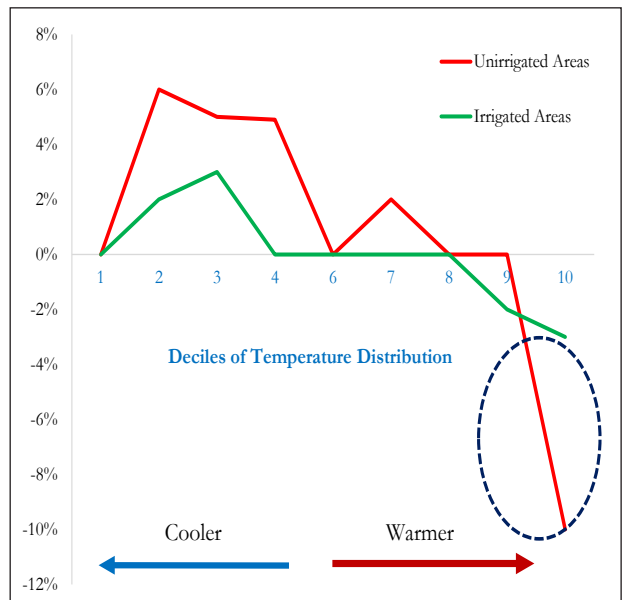 8%
6%
4%
2%
0%
-2%
-4%
-6%
-8%
-10%
-12%
Unirrigated Areas
Irrigated Areas
1 2 3 4 6 7 8 9 10
Deciles of Temperature Distribution
Cooler Warmer